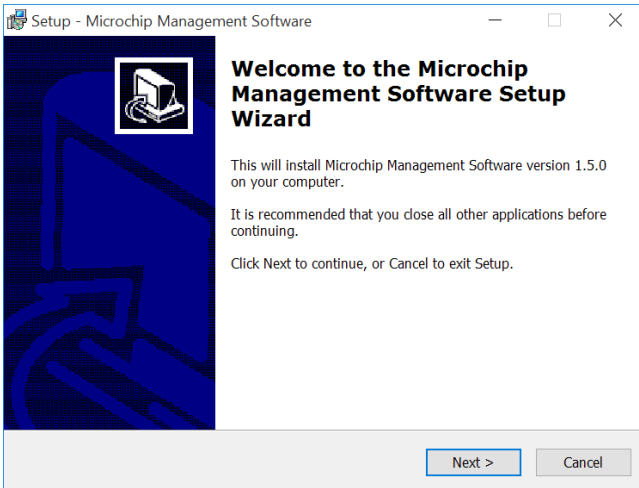 Setup - Microchip Management Software
Welcome to the Microchip
Management Software Setup
Wizard
This will install Microchip Management Software version 1.5.0
on your computer.
It is recommended that you close all other applications before
continuing.
Click Next to continue, or Cancel to exit Setup.
Next >
Cancel